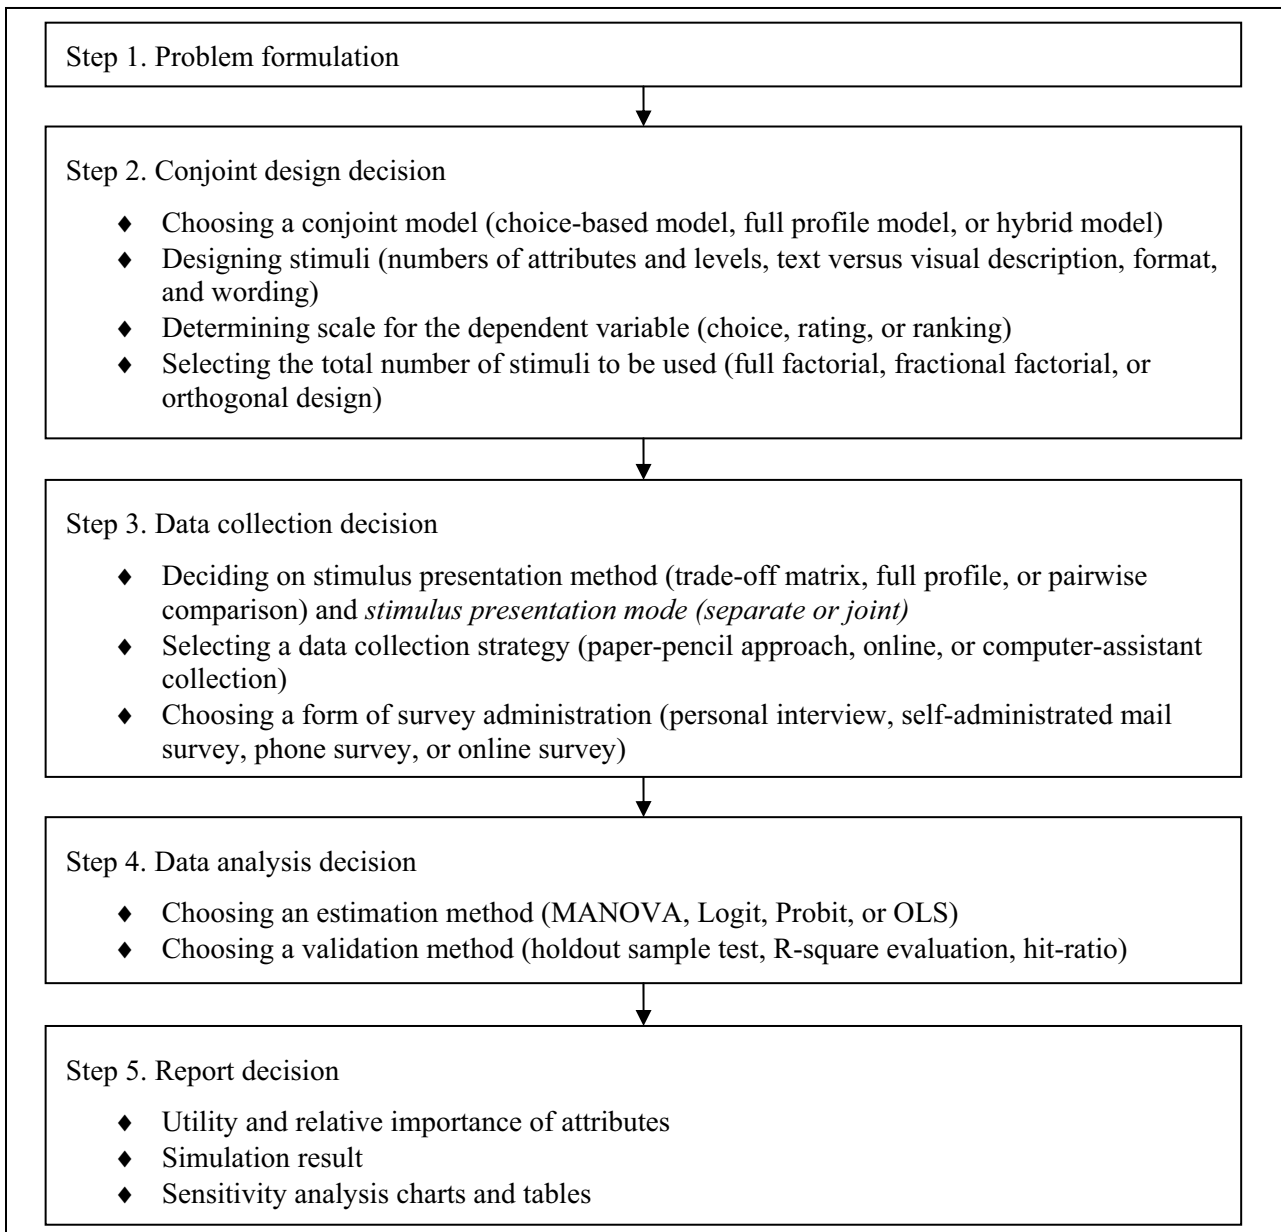 Step 1. Problem formulation
Step 2. Conjoint design decision
♦ Choosing a conjoint model (choice-based model, full profile model, or hybrid model)
♦ Designing stimuli (numbers of attributes and levels, text versus visual description, format,
and wording)
♦ Determining scale for the dependent variable (choice, rating, or ranking)
♦ Selecting the total number of stimuli to be used (full factorial, fractional factorial, or
orthogonal design)
Step 3. Data collection decision
♦ Deciding on stimulus presentation method (trade-off matrix, full profile, or pairwise
comparison) and stimulus presentation mode (separate or joint)
♦ Selecting a data collection strategy (paper-pencil approach, online, or computer-assistant
collection)
♦ Choosing a form of survey administration (personal interview, self-administrated mail
survey, phone survey, or online survey)
Step 4. Data analysis decision
♦ Choosing an estimation method (MANOVA, Logit, Probit, or OLS)
♦ Choosing a validation method (holdout sample test, R-square evaluation, hit-ratio)
Step 5. Report decision
♦ Utility and relative importance of attributes
♦ Simulation result
♦ Sensitivity analysis charts and tables